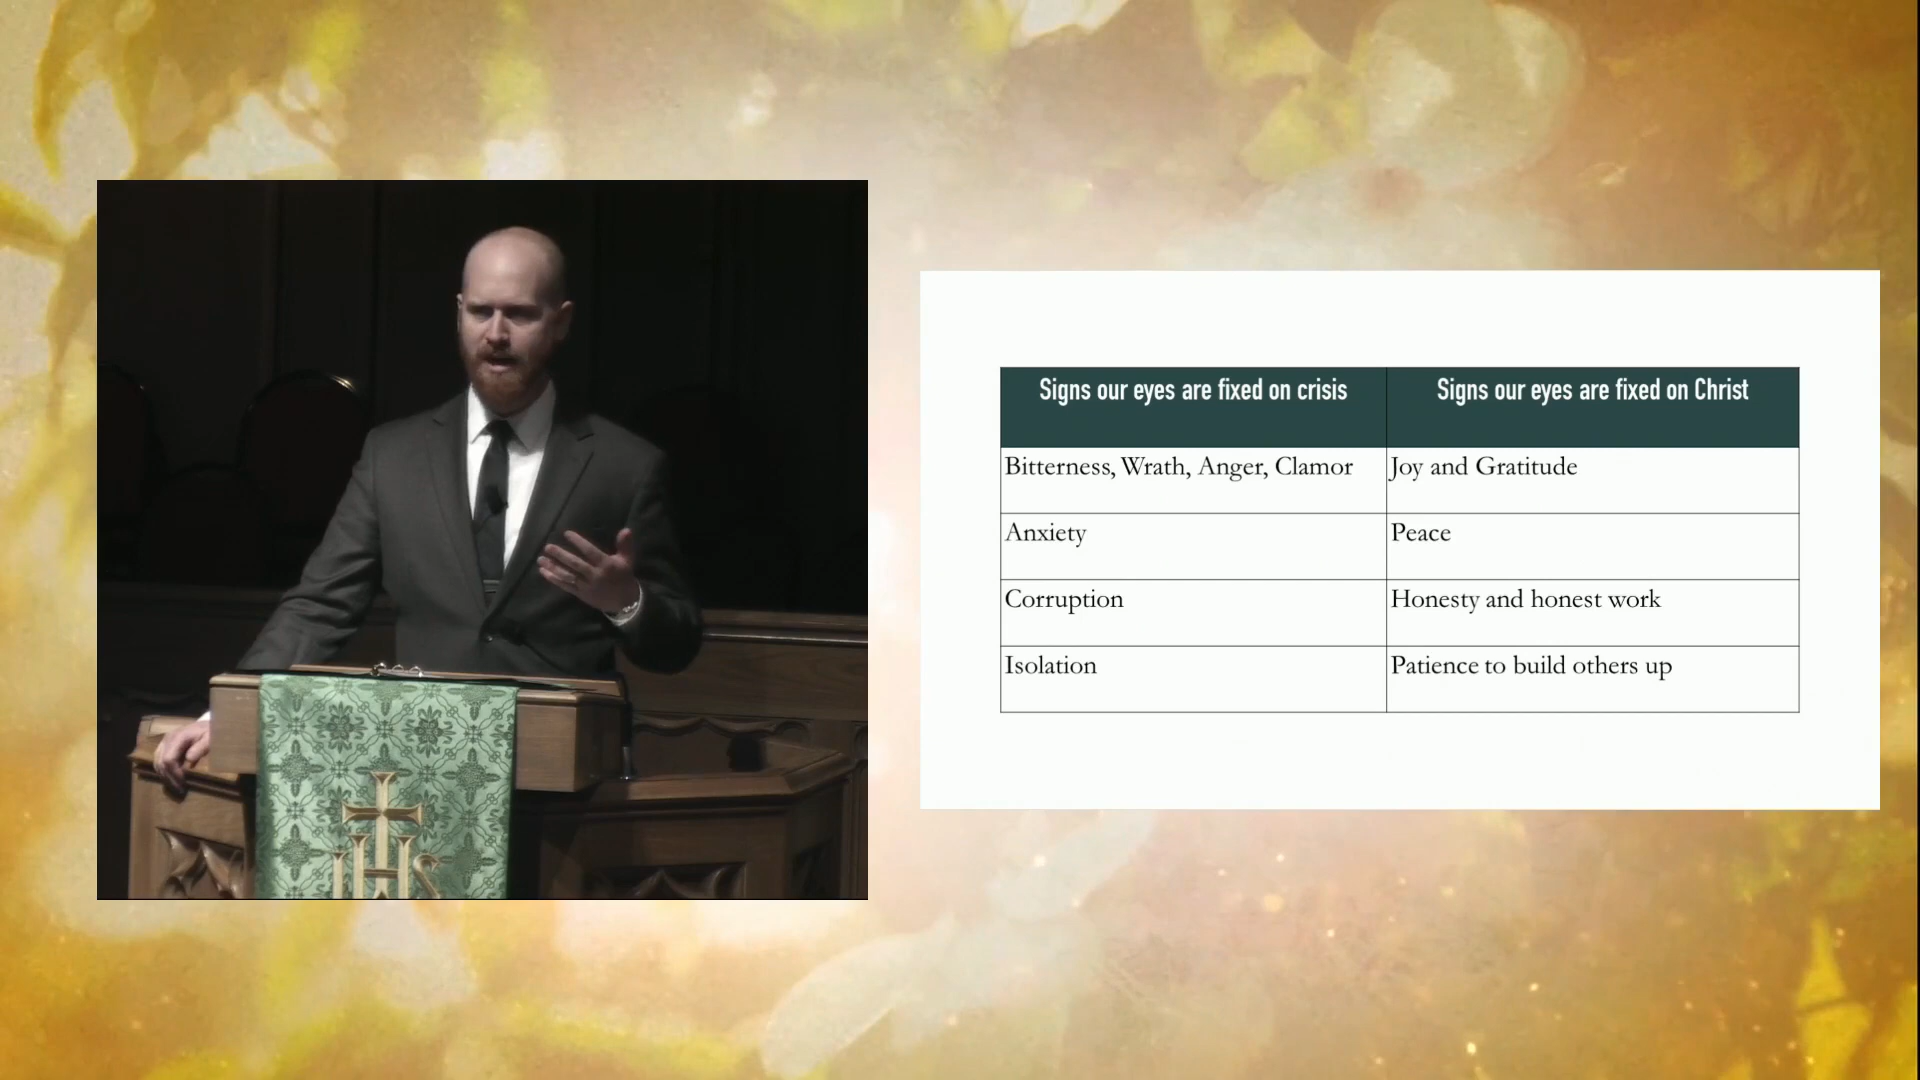 Signs our eyes are fixed on crisis
Signs our eyes are fixed on Christ
Bitterness, Wrath, Anger, Clamor
Joy and Gratitude
Anxiety
Peace
Corruption
Honesty and honest work
Isolation
Patience to build others up
IHS